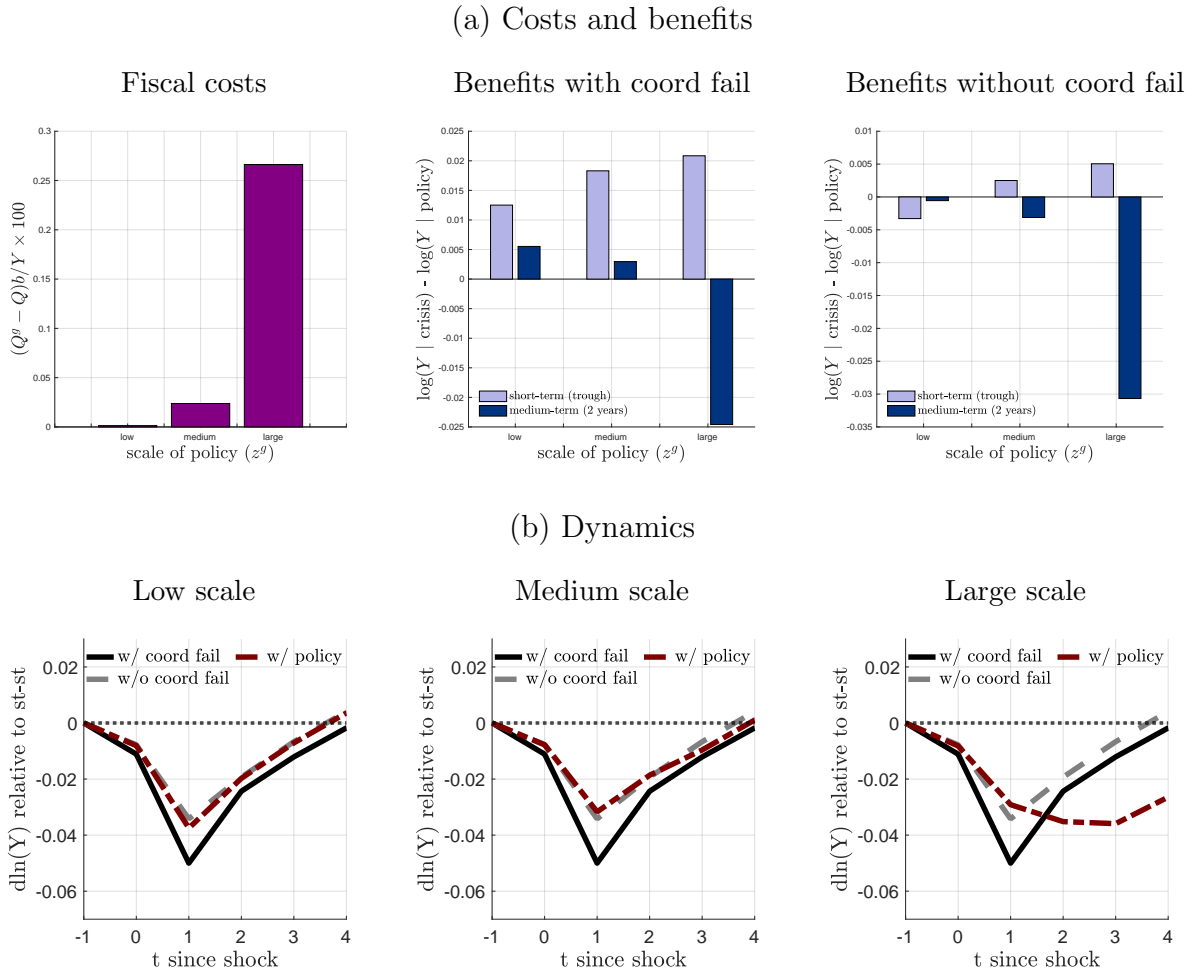 (a) Costs and benefits
Fiscal costs
Benefits with coord fail
Benefits without coord fail
0.3
0.25
0.2
0.15
0.1
0.05
0
(Q^g − Q)b/Y × 100
low
medium
large
scale of policy (z^g)
0.025
0.02
0.015
0.01
0.005
0
-0.005
-0.01
-0.015
-0.02
-0.025
log(Y | crisis) - log(Y | policy)
short-term (trough)
medium-term (2 years)
low
medium
large
scale of policy (z^g)
0.01
0.005
0
-0.005
-0.01
-0.015
-0.02
-0.025
-0.03
-0.035
log(Y | crisis) - log(Y | policy)
short-term (trough)
medium-term (2 years)
low
medium
large
scale of policy (z^g)
(b) Dynamics
Low scale
Medium scale
Large scale
w/ coord fail
w/ policy
w/o coord fail
0.02
0
-0.02
-0.04
-0.06
dln(Y) relative to st-st
-1 0 1 2 3 4
t since shock
w/ coord fail
w/ policy
w/o coord fail
0.02
0
-0.02
-0.04
-0.06
dln(Y) relative to st-st
-1 0 1 2 3 4
t since shock
w/ coord fail
w/ policy
w/o coord fail
0.02
0
-0.02
-0.04
-0.06
dln(Y) relative to st-st
-1 0 1 2 3 4
t since shock